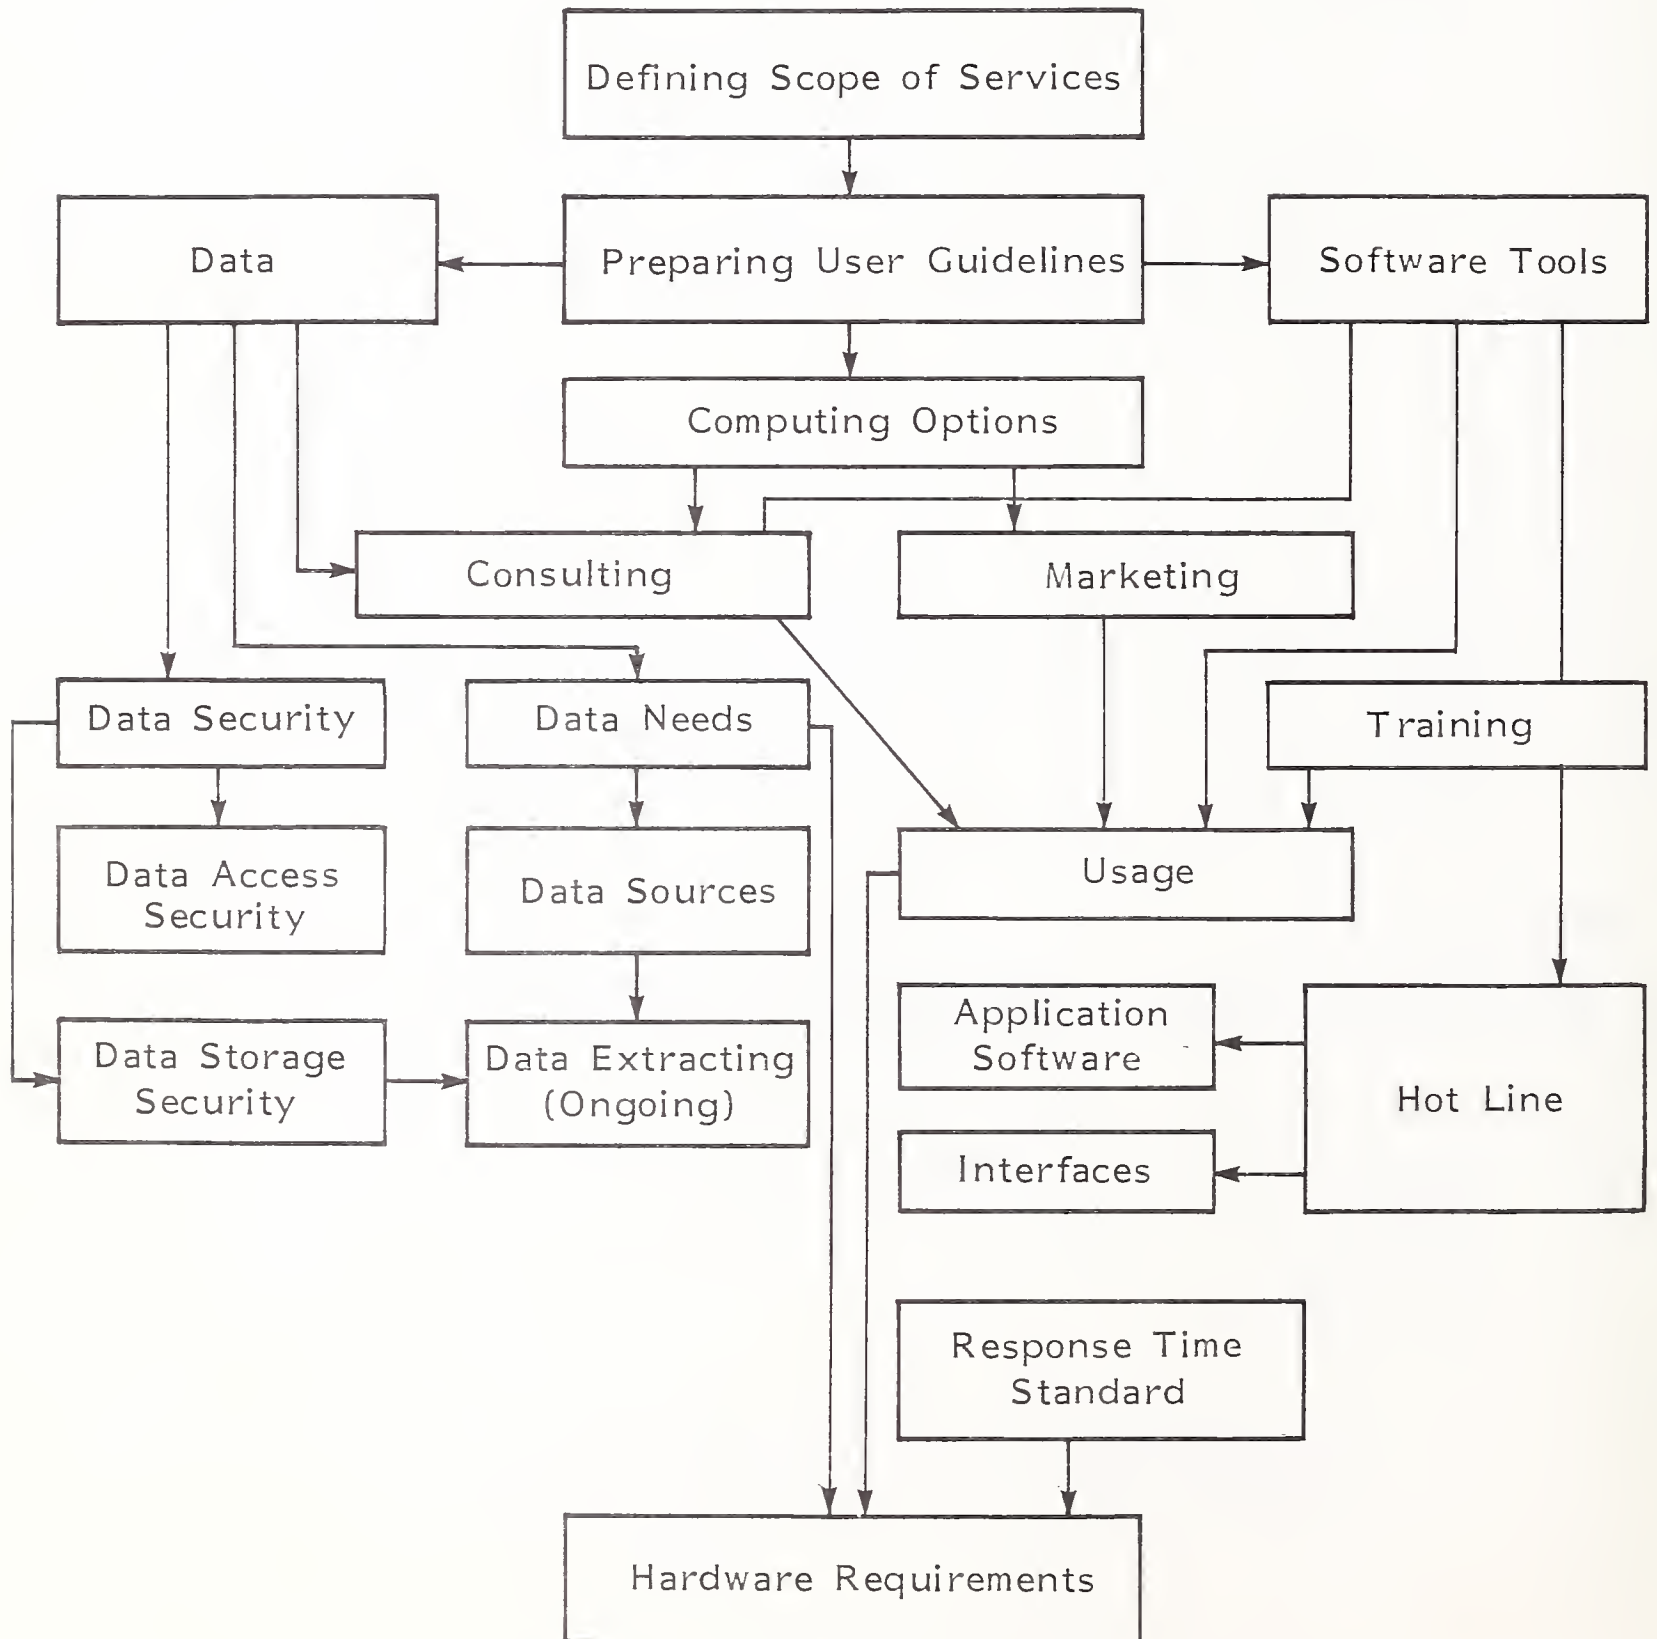 Defining Scope of Services
Data
Preparing User Guidelines
Software Tools
Computing Options
Consulting
Marketing
Data Security
Data Needs
Training
Data Access
Security
Data Sources
Usage
Data Storage
Security
Data Extracting
(Ongoing)
Application
Software
Hot Line
Interfaces
Response Time
Standard
Hardware Requirements